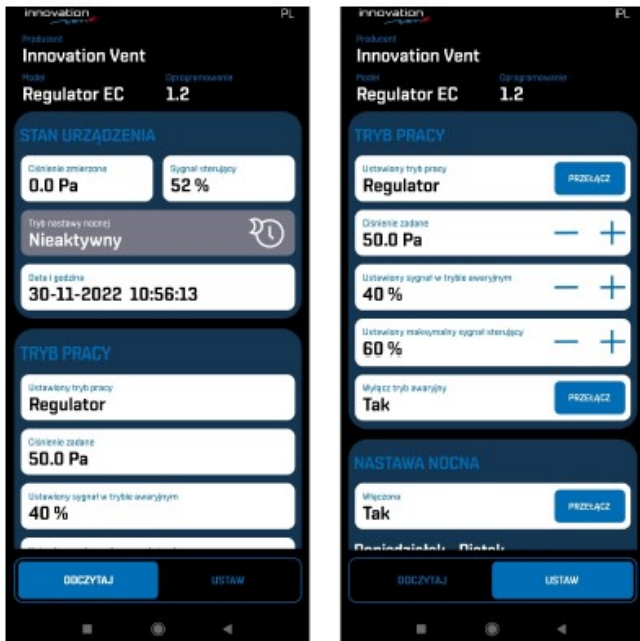 innovation
PL
Producent
Innovation Vent
Model
Oprogramowanie
Regulator EC
1.2
STAN URZĄDZENIA
Ciśnienie zmierzone
0.0 Pa
Sygnał sterujący
52 %
Tryb nastawy nocnej
Nieaktywny
Data i godzina
30-11-2022 10:56:13
TRYB PRACY
Ustawiony tryb pracy
Regulator
Ciśnienie zadane
50.0 Pa
Ustawiony sygnał w trybie awaryjnym
40 %
ODCZYTAJ
USTAW
innovation
PL
Producent
Innovation Vent
Model
Oprogramowanie
Regulator EC
1.2
TRYB PRACY
Ustawiony tryb pracy
Regulator
PRZEŁĄCZ
Ciśnienie zadane
50.0 Pa
Ustawiony sygnał w trybie awaryjnym
40 %
Ustawiony maksymalny sygnał sterujący
60 %
Wyłącz tryb awaryjny
Tak
PRZEŁĄCZ
NASTAWA NOCNA
Włączona
Tak
PRZEŁĄCZ
Poniedziałek - Piątek
ODCZYTAJ
USTAW